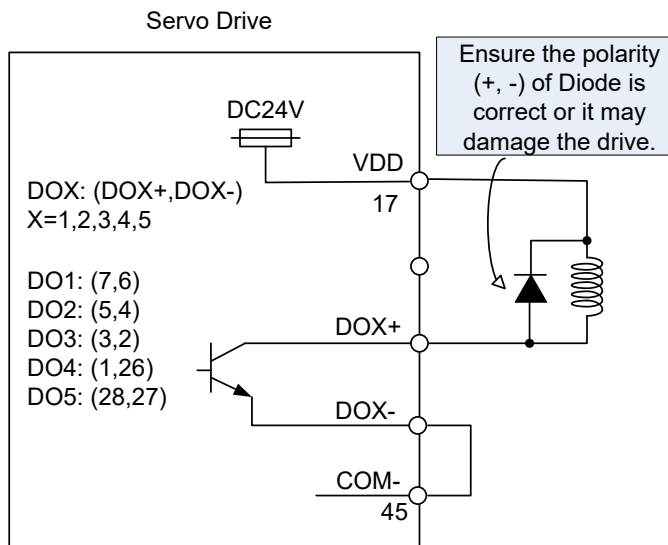 Servo Drive
Ensure the polarity
(+, -) of Diode is
correct or it may
damage the drive.
DC24V
VDD
17
DOX: (DOX+,DOX-)
X=1,2,3,4,5
DO1: (7,6)
DO2: (5,4)
DO3: (3,2)
DO4: (1,26)
DO5: (28,27)
DOX+
DOX-
COM-
45